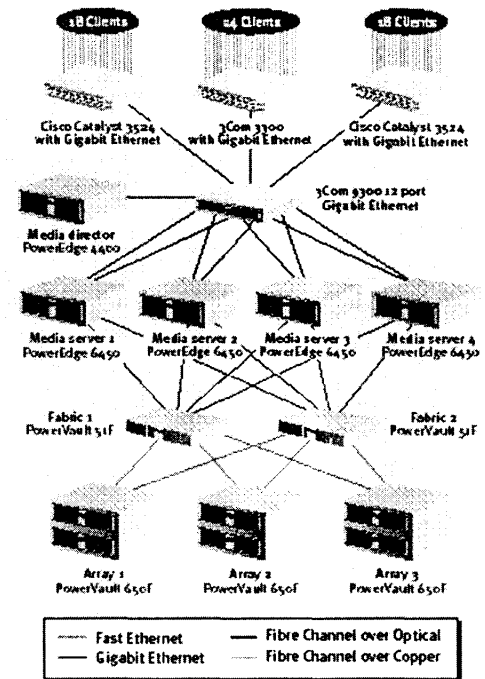 18 Clients
24 Clients
18 Clients
Cisco Catalyst 3524
with Gigabit Ethernet
3Com 3300
with Gigabit Ethernet
Cisco Catalyst 3524
with Gigabit Ethernet
3Com 9300 12 port
Gigabit Ethernet
Media director
PowerEdge 4400
Media server 1
PowerEdge 6450
Media server 2
PowerEdge 6450
Media server 3
PowerEdge 6450
Media server 4
PowerEdge 6450
Fabric 1
PowerVault 51F
Fabric 2
PowerVault 51F
Array 1
PowerVault 650F
Array 2
PowerVault 650F
Array 3
PowerVault 650F
Fast Ethernet
Gigabit Ethernet
Fibre Channel over Optical
Fibre Channel over Copper